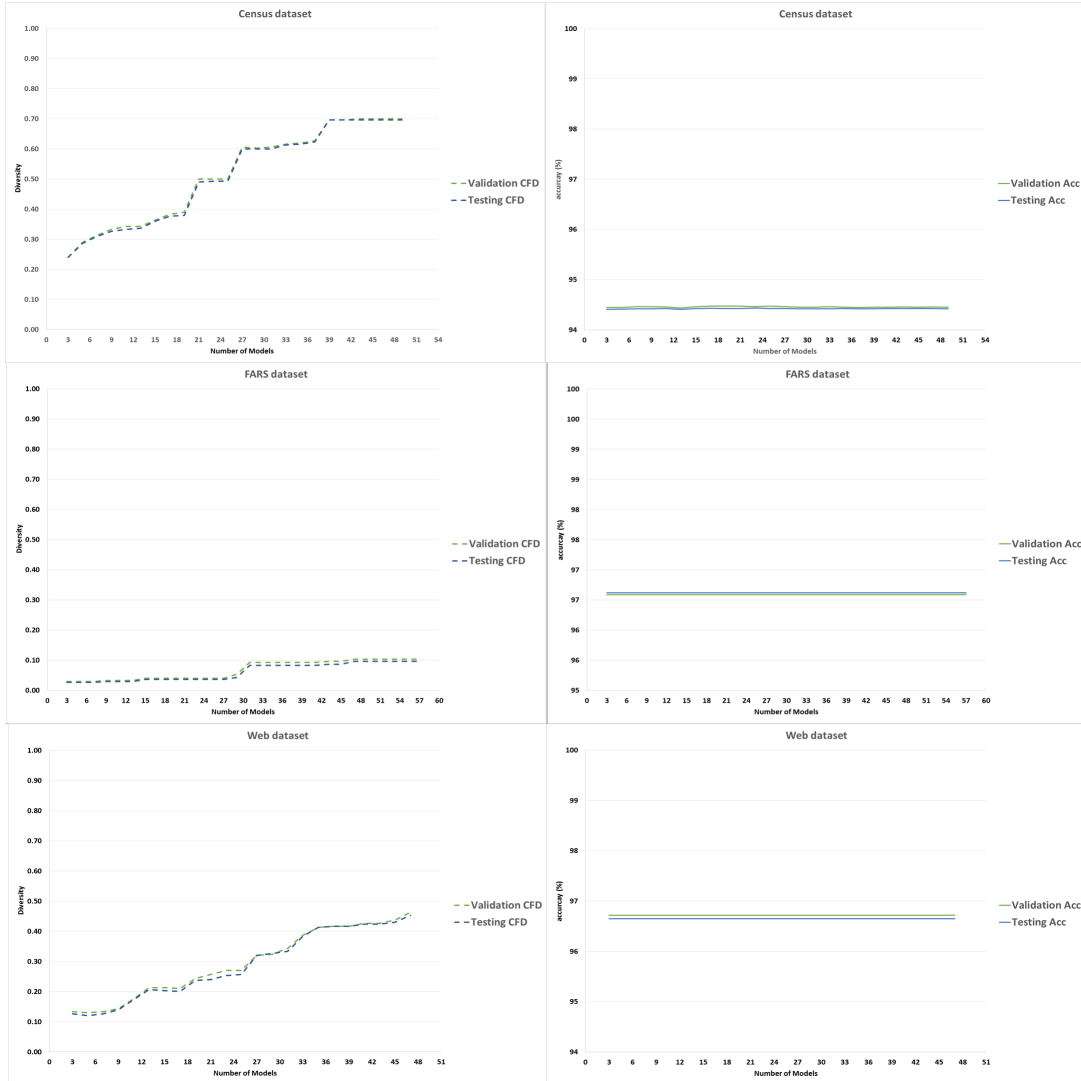 Census dataset
1.00
0.90
0.80
0.70
0.60
0.50
0.40
0.30
0.20
0.10
0.00
Diversity
0 3 6 9 12 15 18 21 24 27 30 33 36 39 42 45 48 51 54
Number of Models
Validation CFD
Testing CFD
Census dataset
100
99
98
97
96
95
94
accurcay (%)
0 3 6 9 12 15 18 21 24 27 30 33 36 39 42 45 48 51 54
Number of Models
Validation Acc
Testing Acc
FARS dataset
1.00
0.90
0.80
0.70
0.60
0.50
0.40
0.30
0.20
0.10
0.00
Diversity
0 3 6 9 12 15 18 21 24 27 30 33 36 39 42 45 48 51 54 57 60
Number of Models
Validation CFD
Testing CFD
FARS dataset
100
100
99
99
98
98
97
97
96
96
95
accurcay (%)
0 3 6 9 12 15 18 21 24 27 30 33 36 39 42 45 48 51 54 57 60
Number of Models
Validation Acc
Testing Acc
Web dataset
1.00
0.90
0.80
0.70
0.60
0.50
0.40
0.30
0.20
0.10
0.00
Diversity
0 3 6 9 12 15 18 21 24 27 30 33 36 39 42 45 48 51
Number of Models
Validation CFD
Testing CFD
Web dataset
100
99
98
97
96
95
94
accurcay (%)
0 3 6 9 12 15 18 21 24 27 30 33 36 39 42 45 48 51
Number of Models
Validation Acc
Testing Acc